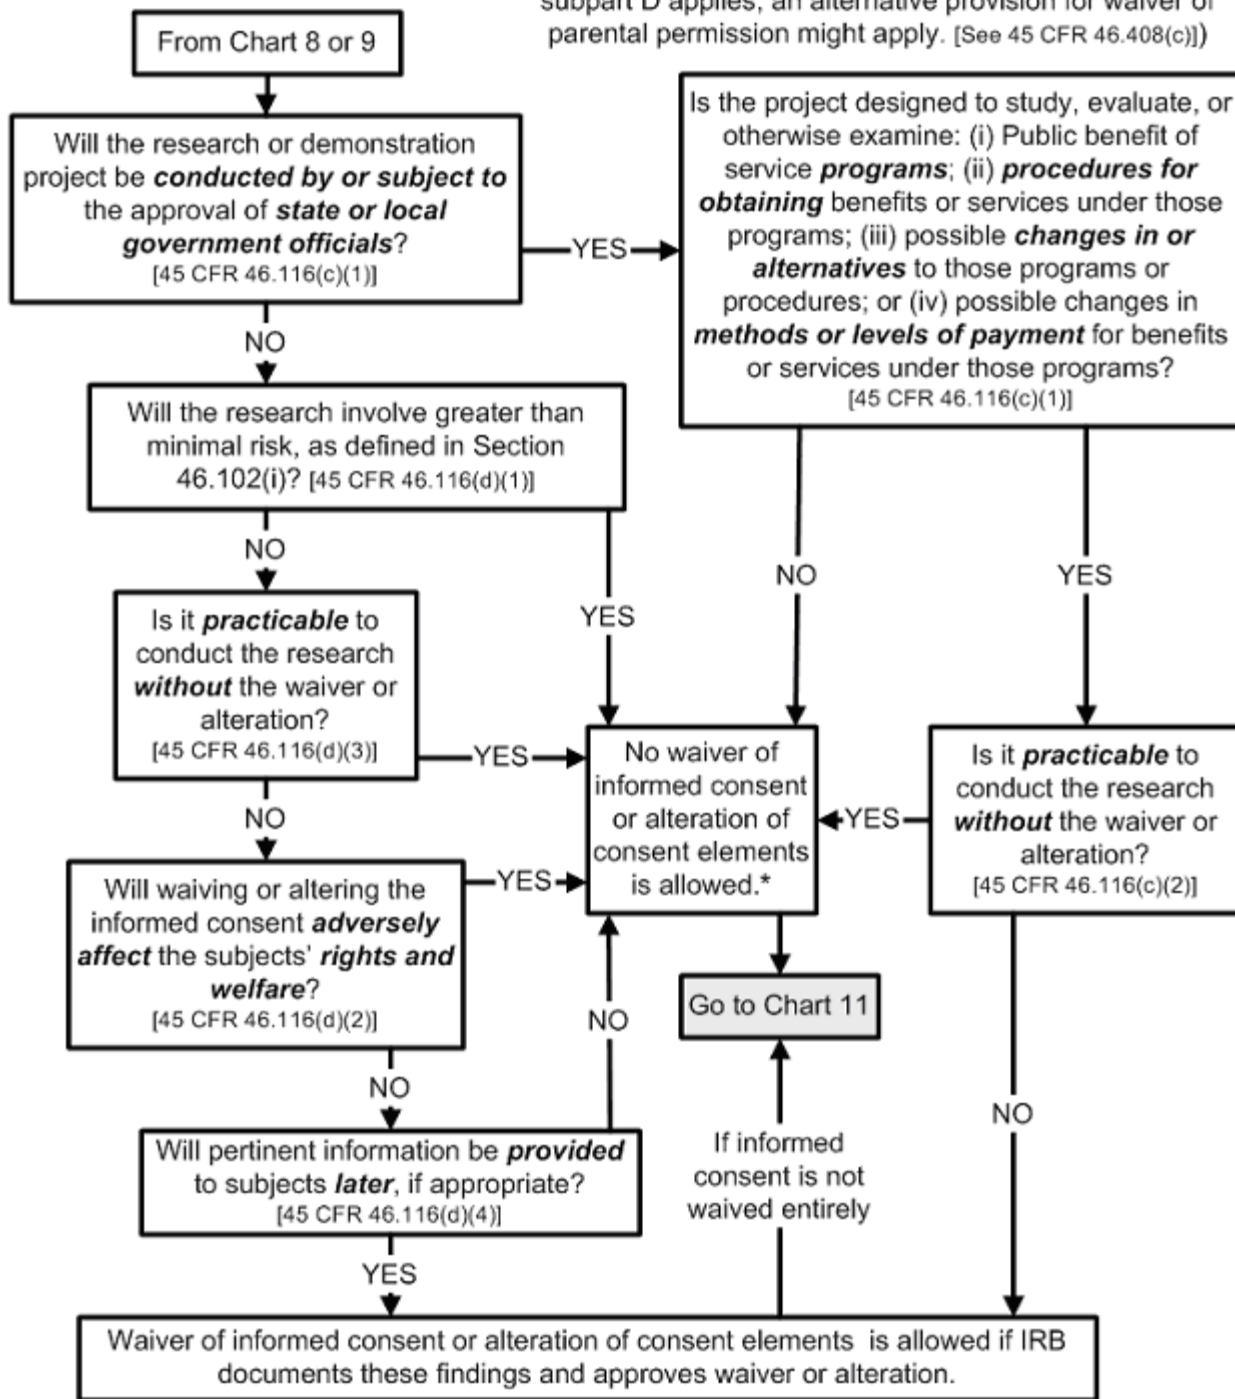 subpart D applies, an alternative provision for waiver of
parental permission might apply. [See 45 CFR 46.408(c)])
From Chart 8 or 9
Will the research or demonstration
project be conducted by or subject to
the approval of state or local
government officials?
[45 CFR 46.116(c)(1)]
YES
Is the project designed to study, evaluate, or
otherwise examine: (i) Public benefit of
service programs; (ii) procedures for
obtaining benefits or services under those
programs; (iii) possible changes in or
alternatives to those programs or
procedures; or (iv) possible changes in
methods or levels of payment for benefits
or services under those programs?
[45 CFR 46.116(c)(1)]
NO
Will the research involve greater than
minimal risk, as defined in Section
46.102(i)? [45 CFR 46.116(d)(1)]
NO
YES
NO
YES
Is it practicable to
conduct the research
without the waiver or
alteration?
[45 CFR 46.116(d)(3)]
YES
No waiver of
informed consent
or alteration of
consent elements
is allowed.*
YES
Is it practicable to
conduct the research
without the waiver or
alteration?
[45 CFR 46.116(c)(2)]
NO
Will waiving or altering the
informed consent adversely
affect the subjects' rights and
welfare?
[45 CFR 46.116(d)(2)]
YES
NO
Go to Chart 11
NO
NO
Will pertinent information be provided
to subjects later, if appropriate?
[45 CFR 46.116(d)(4)]
If informed
consent is not
waived entirely
YES
Waiver of informed consent or alteration of consent elements is allowed if IRB
documents these findings and approves waiver or alteration.